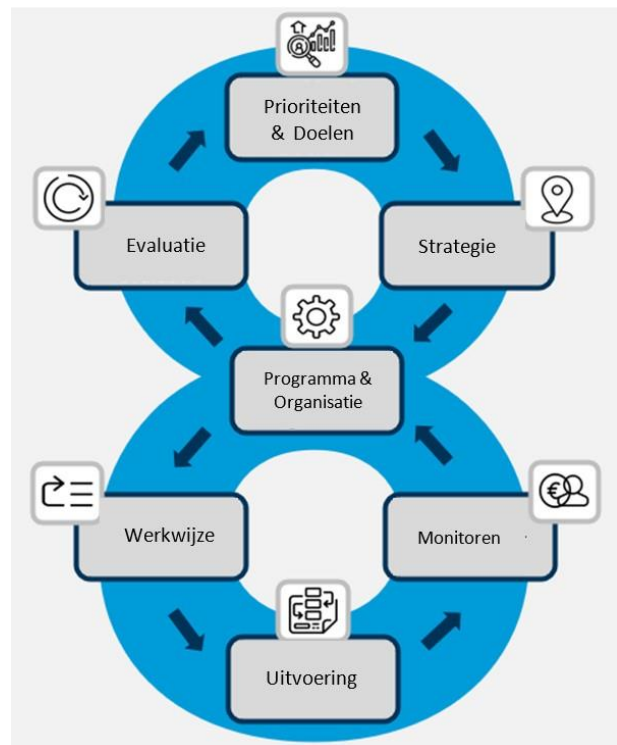 Prioriteiten
& Doelen
Evaluatie
Strategie
Programma &
Organisatie
Werkwijze
Monitoren
Uitvoering